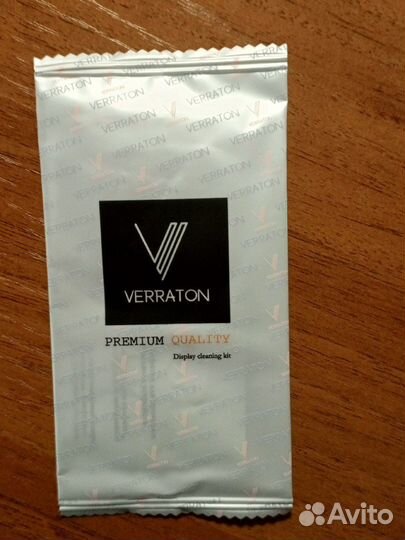 VERRATON
PREMIUM QUALITY
Display cleaning kit
Avito